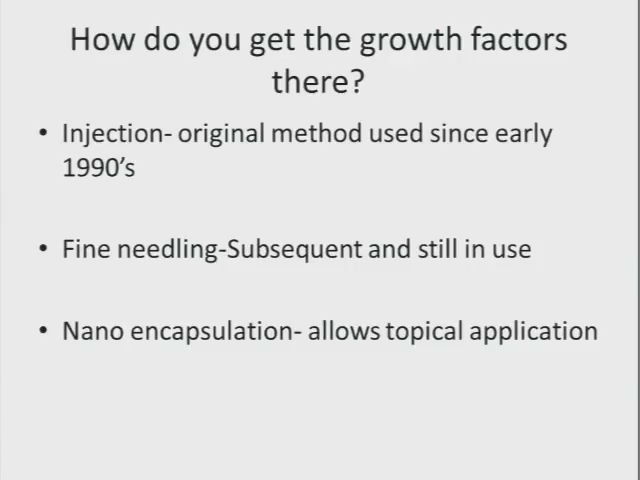 How do you get the growth factors
there?
• Injection- original method used since early
1990’s
• Fine needling-Subsequent and still in use
• Nano encapsulation- allows topical application